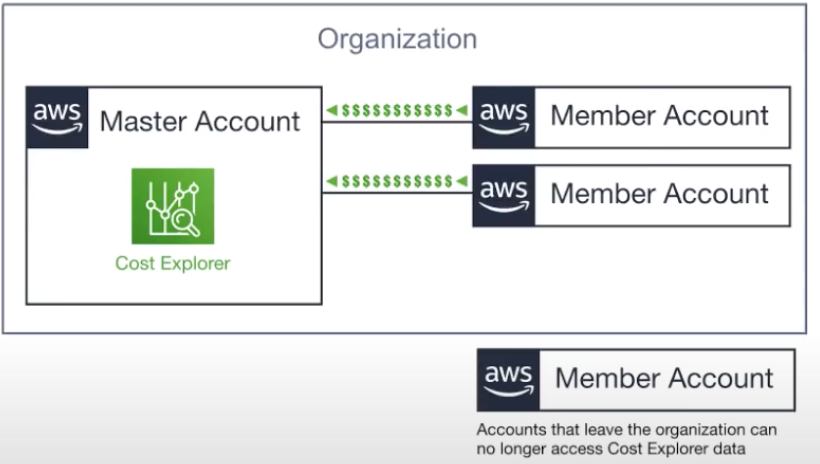 Organization
aws
Master Account
$$$$$$$$$$$
aws
Member Account
$$$$$$$$$$$
aws
Member Account
Cost Explorer
aws
Member Account
Accounts that leave the organization can
no longer access Cost Explorer data